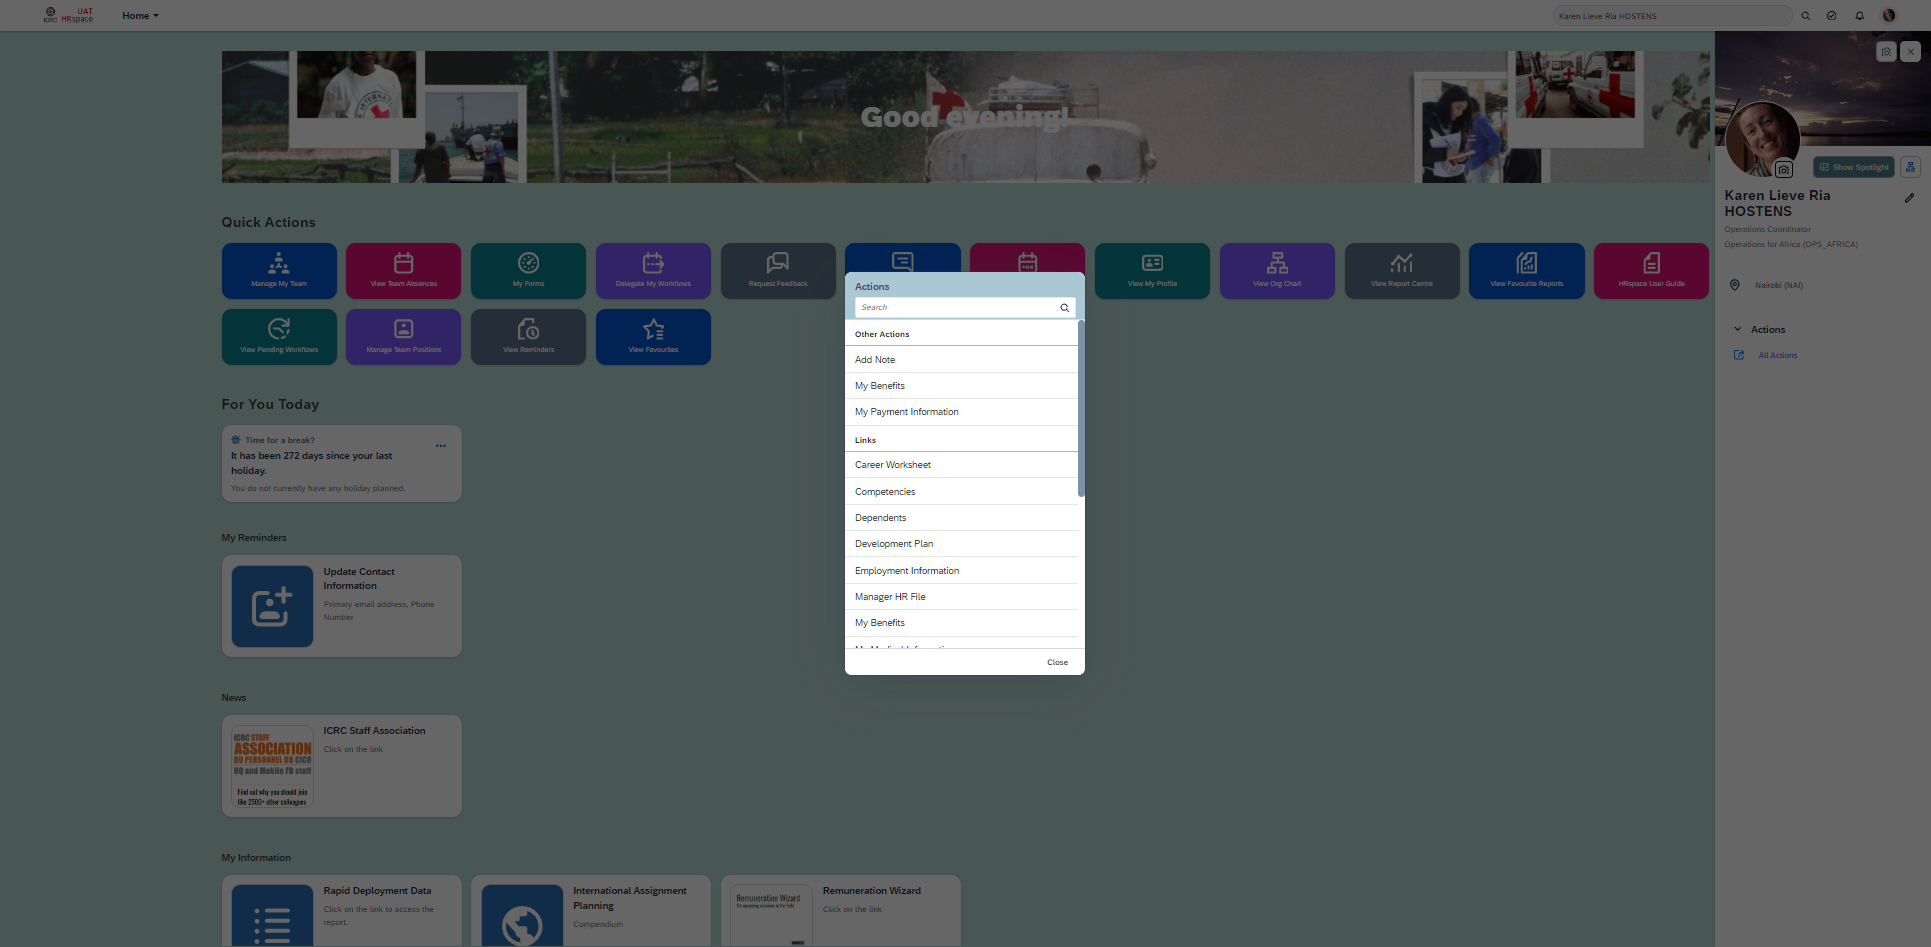 ICRC
UAT
HRspace
Home
Karen Lieve Ria HOSTENS
Good evening!
Show Spotlight
Karen Lieve Ria
HOSTENS
Operations Coordinator
Operations for Africa (OPS_AFRICA)
Nairobi (NAI)
Actions
All Actions
Quick Actions
Manage My Team
View Team Absences
My Forms
Delegate My Workflows
Request Feedback
View My Profile
View Org Chart
View Report Centre
View Favourite Reports
HRspace User Guide
View Pending Workflows
Manage Team Positions
View Reminders
View Favourites
Actions
Search
Other Actions
Add Note
My Benefits
My Payment Information
Links
Career Worksheet
Competencies
Dependents
Development Plan
Employment Information
Manager HR File
My Benefits
Close
For You Today
Time for a break?
It has been 272 days since your last
holiday.
You do not currently have any holiday planned.
My Reminders
Update Contact
Information
Primary email address, Phone
Number
News
ICRC STAFF
ASSOCIATION
DU PERSONNEL DU CICR
HQ and Mobile FO staff
Find out why you should join
like 2500+ other colleagues
ICRC Staff Association
Click on the link
My Information
Rapid Deployment Data
Click on the link to access the
report.
International Assignment
Planning
Compendium
Remuneration Wizard
Remuneration Wizard
Click on the link